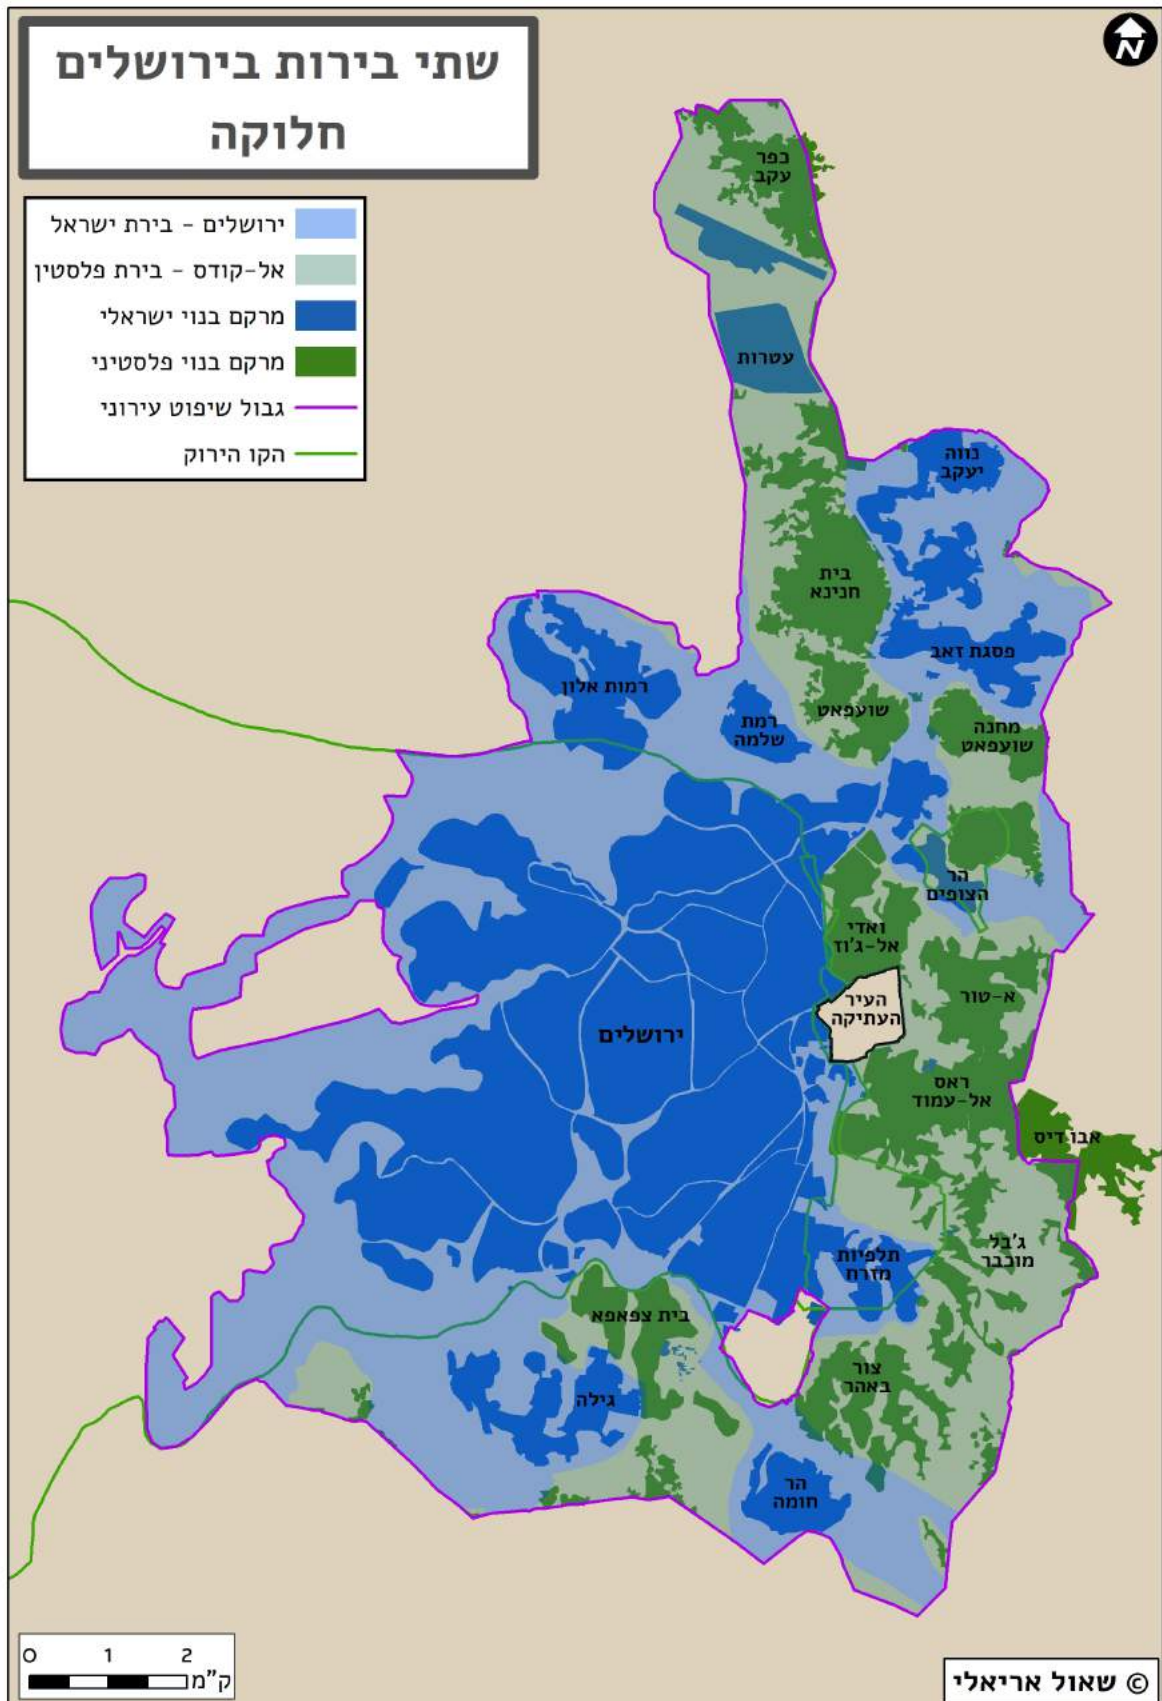 שתי בירות בירושלים
חלוקה
N
ירושלים - בירת ישראל
אל-קודס - בירת פלסטין
מרקם בנוי ישראלי
מרקם בנוי פלסטיני
גבול שיפוט עירוני
הקו הירוק
כפר
עקב
עטרות
נווה
יעקב
בית
חנינא
פסגת זאב
רמות אלון
רמת
שלמה
שועפאט
מחנה
שועפאט
הר
הצופים
ואדי
אל-ג'וז
העיר
העתיקה
א-טור
ירושלים
ראס
אל-עמוד
אבו דיס
ג'בל
מוכבר
תלפיות
מזרח
בית צפאפא
צור
באהר
גילה
הר
חומה
0 1 2
ק"מ
© שאול אריאלי